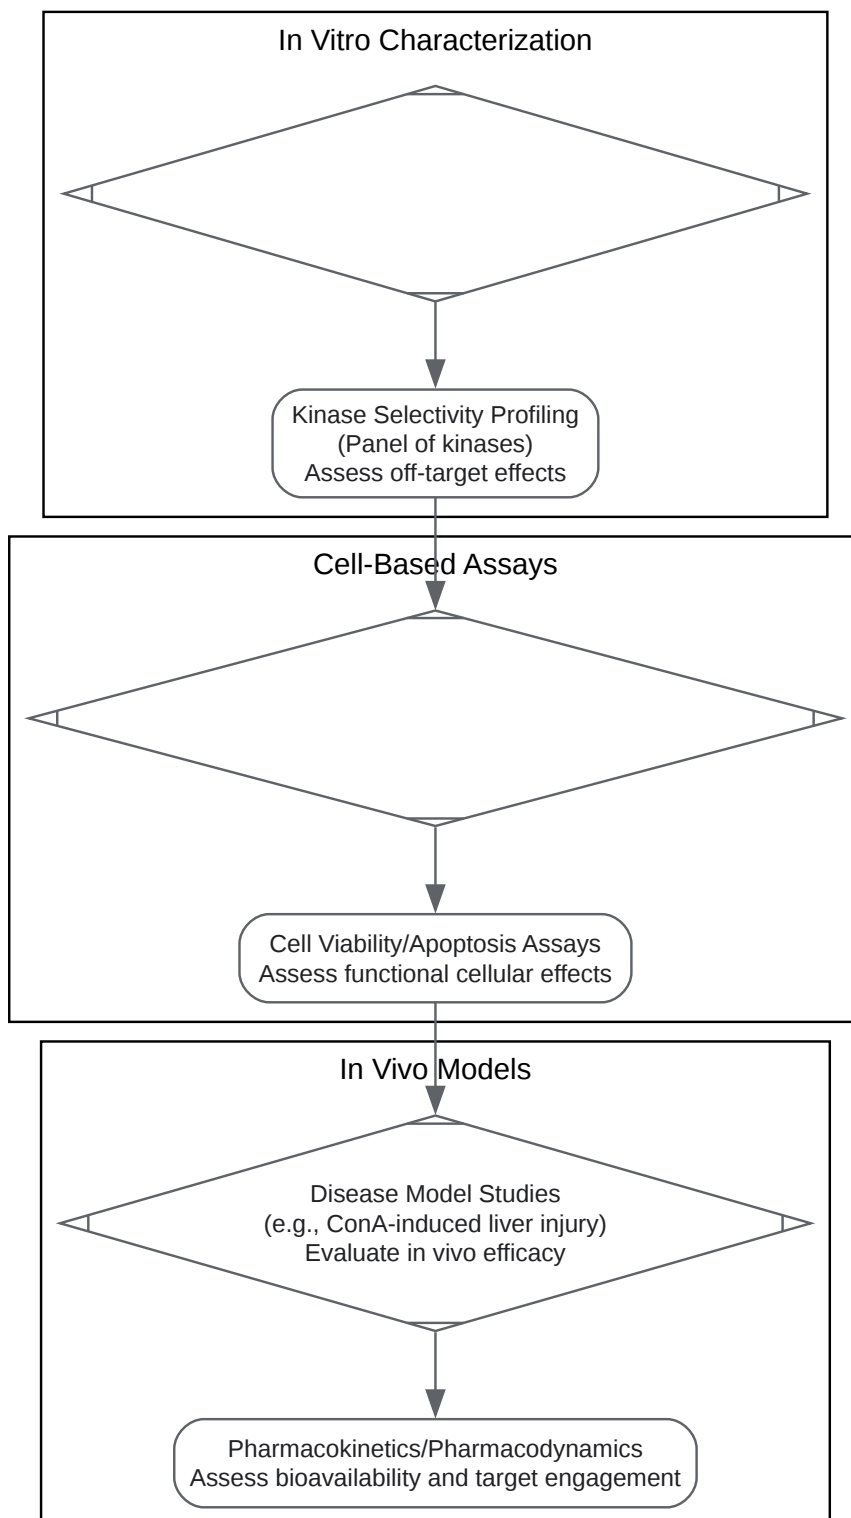 In Vitro Characterization
Kinase Selectivity Profiling
(Panel of kinases)
Assess off-target effects
Cell-Based Assays
Cell Viability/Apoptosis Assays
Assess functional cellular effects
In Vivo Models
Disease Model Studies
(e.g., ConA-induced liver injury)
Evaluate in vivo efficacy
Pharmacokinetics/Pharmacodynamics
Assess bioavailability and target engagement